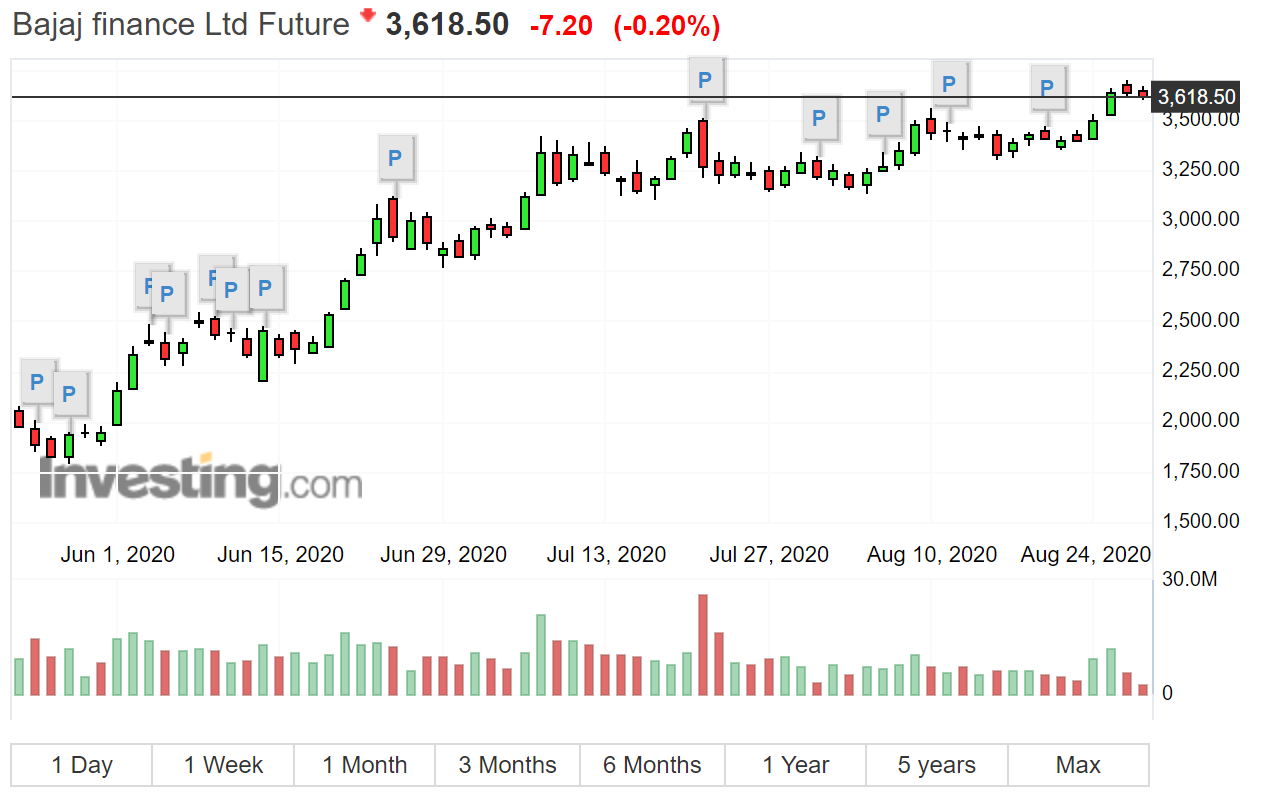 Bajaj finance Ltd Future 3,618.50 -7.20 (-0.20%)
P
P
P
P
P
P
P
P
P
P
P
P
P
P
3,618.50
3,500.00
3,250.00
3,000.00
2,750.00
2,500.00
2,250.00
2,000.00
1,750.00
1,500.00
Investing.com
Jun 1, 2020 Jun 15, 2020 Jun 29, 2020 Jul 13, 2020 Jul 27, 2020 Aug 10, 2020 Aug 24, 2020
30.0M
0
1 Day 1 Week 1 Month 3 Months 6 Months 1 Year 5 years Max